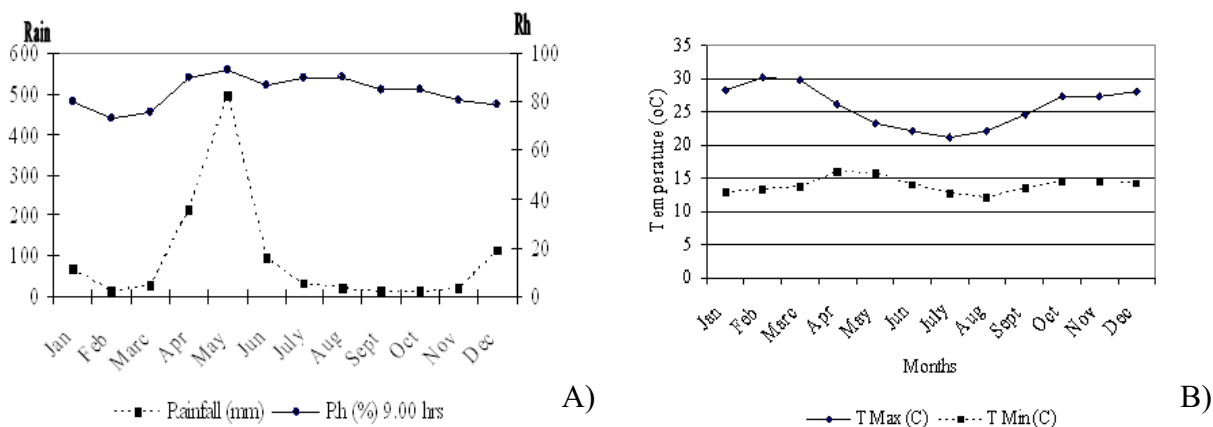 Rain
Rh
600
500
400
300
200
100
0
100
80
60
40
20
0
Jan
Feb
Marc
Apr
May
Jun
July
Aug
Sept
Oct
Nov
Dec
Rainfall (mm)
Rh (%) 9.00 hrs
A)
35
30
25
20
15
10
5
0
Temperature (oC)
Jan
Feb
Marc
Apr
May
Jun
July
Aug
Sept
Oct
Nov
Dec
Months
T Max (C)
T Min (C)
B)